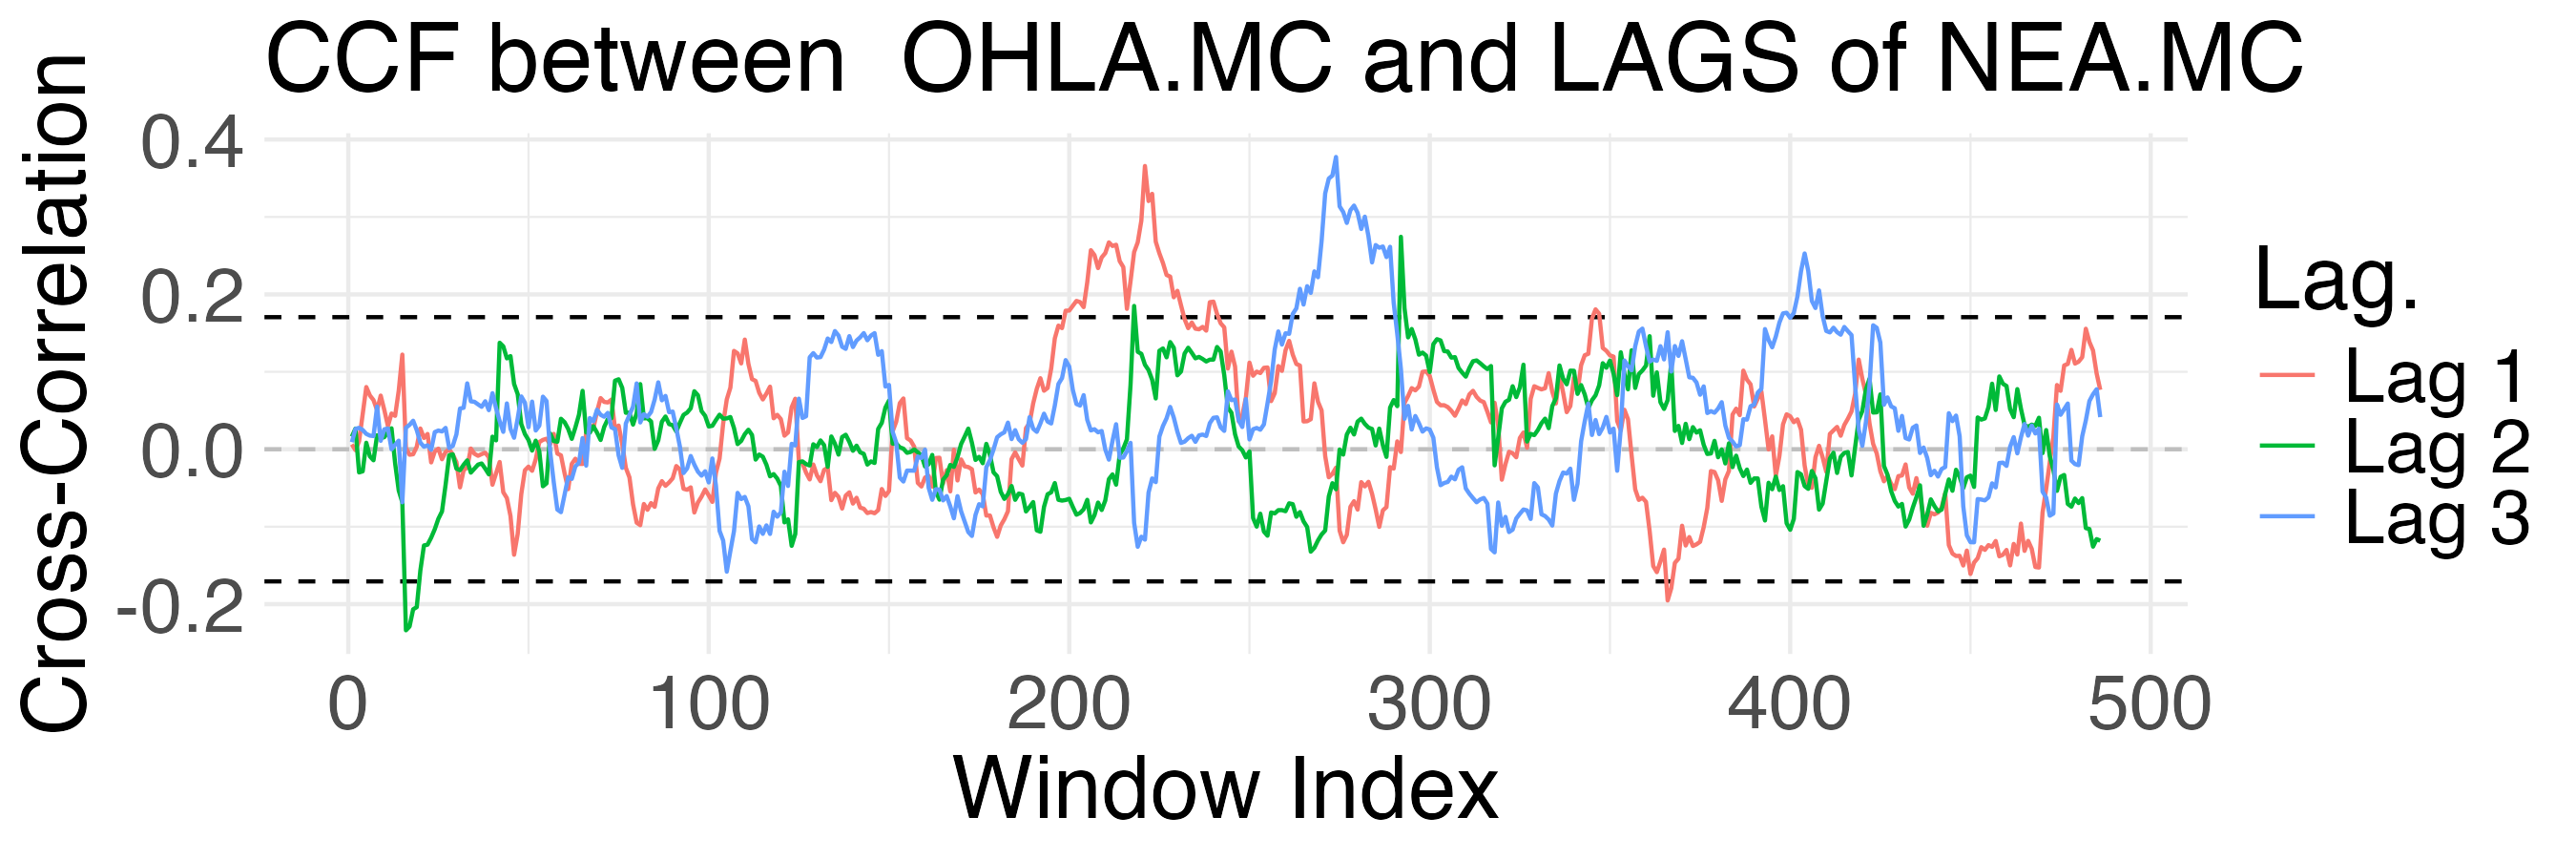 CCF between  OHLA.MC and LAGS of NEA.MC
Cross-Correlation
0.4
0.2
0.0
-0.2
0 100 200 300 400 500
Window Index
Lag.
Lag 1
Lag 2
Lag 3